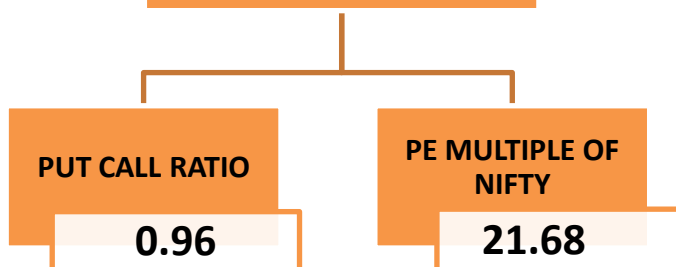 PUT CALL RATIO
0.96
PE MULTIPLE OF
NIFTY
21.68